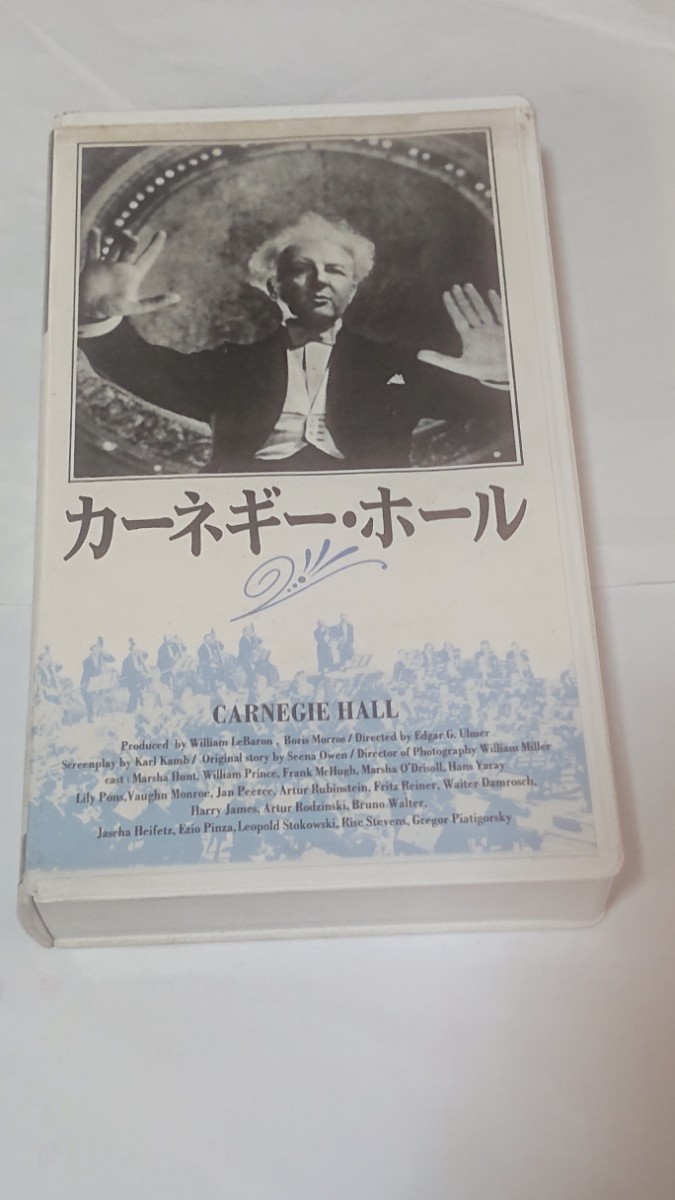 カーネギー・ホール
CARNEGIE HALL
Produced by William LeBaron , Boris Morros / Directed by Edgar G. Ulmer
Screenplay by Karl Kamb / Original story by Seena Owen / Director of Photography William Miller
cast : Marsha Hunt, William Prince, Frank McHugh, Marsha O'Drisoll, Hans Yaray
Lily Pons,Vaughn Monroe, Jan Peerce, Artur Rubinstein, Fritz Reiner, Walter Damrosch,
Harry James, Artur Rodzinski, Bruno Walter,
Jascha Heifetz, Ezio Pinza, Leopold Stokowski, Rise Stevens, Gregor Piatigorsky